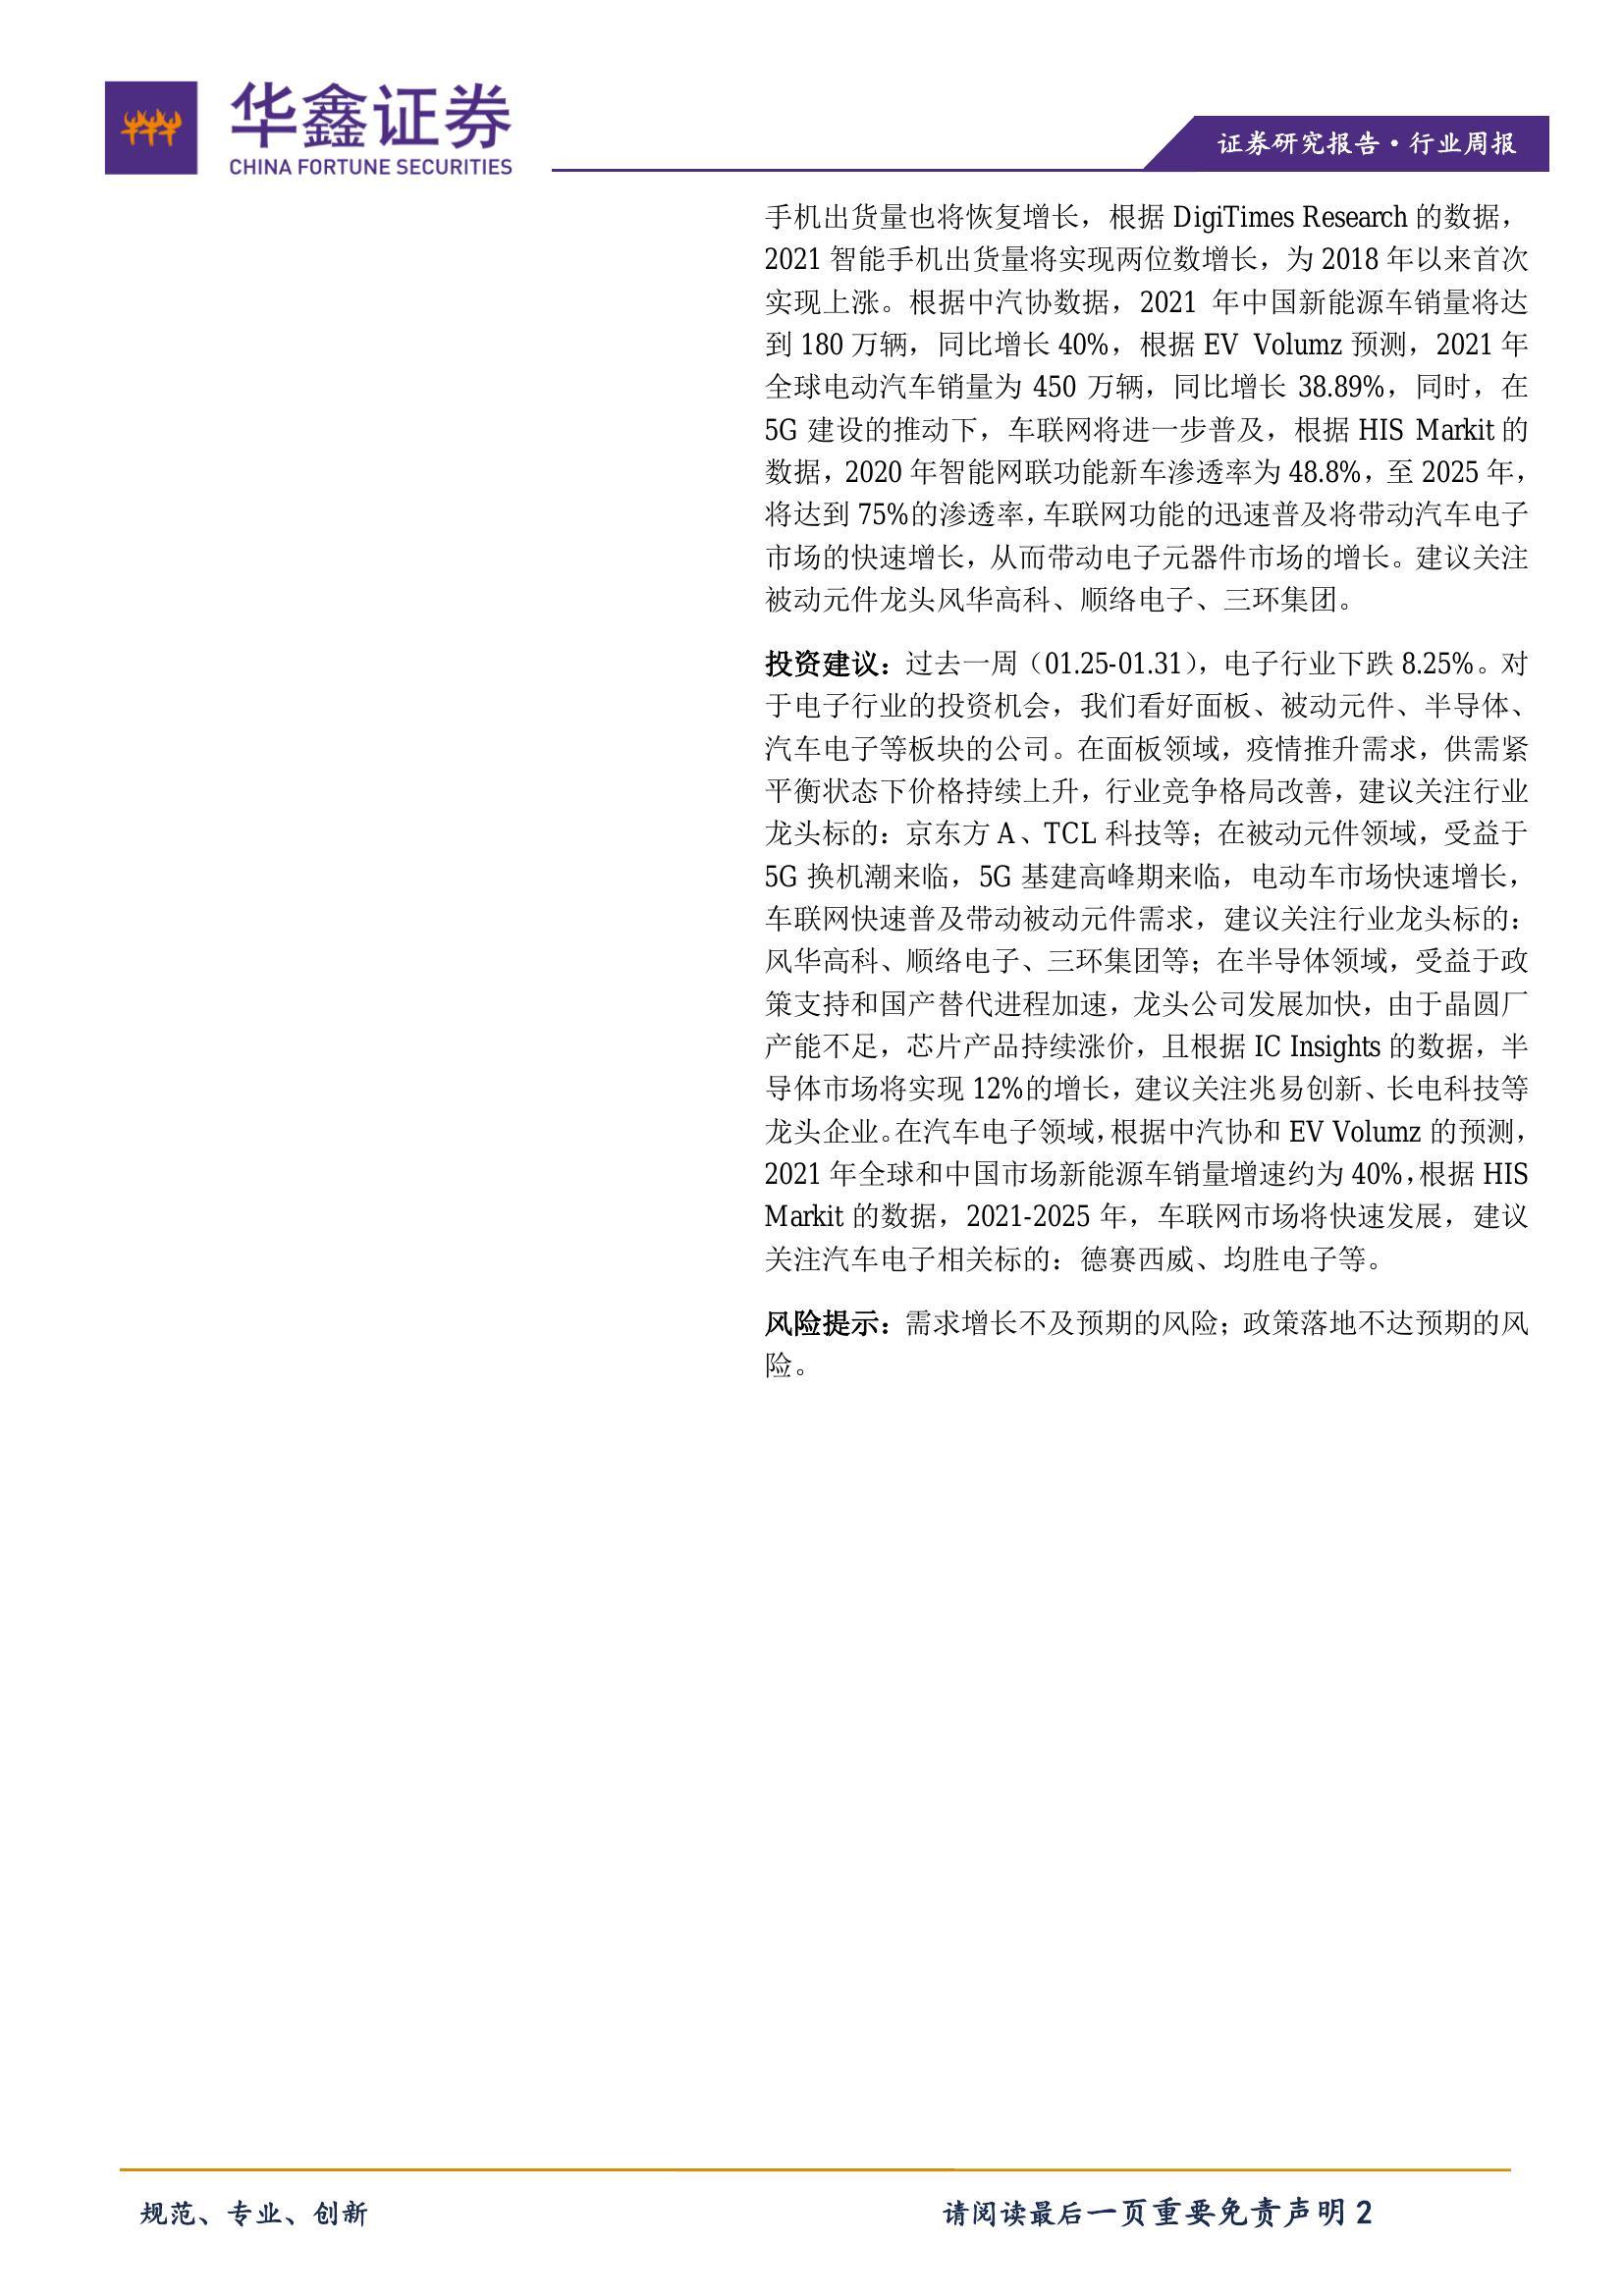 华鑫证券
CHINA FORTUNE SECURITIES
证券研究报告·行业周报
手机出货量也将恢复增长，根据 DigiTimes Research 的数据，
2021 智能手机出货量将实现两位数增长，为 2018 年以来首次
实现上涨。根据中汽协数据，2021 年中国新能源车销量将达
到 180 万辆，同比增长 40%，根据 EV Volumz 预测，2021 年
全球电动汽车销量为 450 万辆，同比增长 38.89%，同时，在
5G 建设的推动下，车联网将进一步普及，根据 HIS Markit 的
数据，2020 年智能网联功能新车渗透率为 48.8%，至 2025 年，
将达到 75%的渗透率，车联网功能的迅速普及将带动汽车电子
市场的快速增长，从而带动电子元器件市场的增长。建议关注
被动元件龙头风华高科、顺络电子、三环集团。
投资建议：过去一周（01.25-01.31），电子行业下跌 8.25%。对
于电子行业的投资机会，我们看好面板、被动元件、半导体、
汽车电子等板块的公司。在面板领域，疫情推升需求，供需紧
平衡状态下价格持续上升，行业竞争格局改善，建议关注行业
龙头标的：京东方 A、TCL 科技等；在被动元件领域，受益于
5G 换机潮来临，5G 基建高峰期来临，电动车市场快速增长，
车联网快速普及带动被动元件需求，建议关注行业龙头标的：
风华高科、顺络电子、三环集团等；在半导体领域，受益于政
策支持和国产替代进程加速，龙头公司发展加快，由于晶圆厂
产能不足，芯片产品持续涨价，且根据 IC Insights 的数据，半
导体市场将实现 12%的增长，建议关注兆易创新、长电科技等
龙头企业。在汽车电子领域，根据中汽协和 EV Volumz 的预测，
2021 年全球和中国市场新能源车销量增速约为 40%，根据 HIS
Markit 的数据，2021-2025 年，车联网市场将快速发展，建议
关注汽车电子相关标的：德赛西威、均胜电子等。
风险提示：需求增长不及预期的风险；政策落地不达预期的风
险。
规范、专业、创新
请阅读最后一页重要免责声明 2